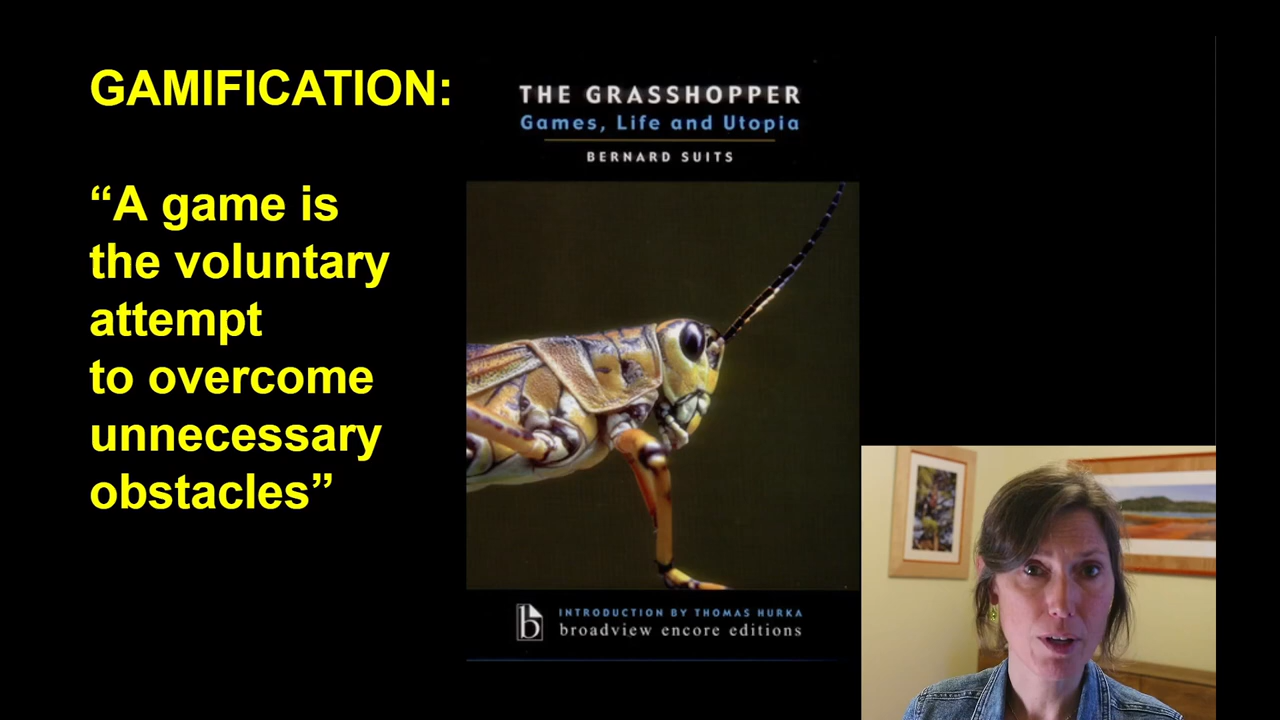 GAMIFICATION:
“A game is
the voluntary
attempt
to overcome
unnecessary
obstacles”
THE GRASSHOPPER
Games, Life and Utopia
BERNARD SUITS
b
INTRODUCTION BY THOMAS HURKA
broadview encore editions